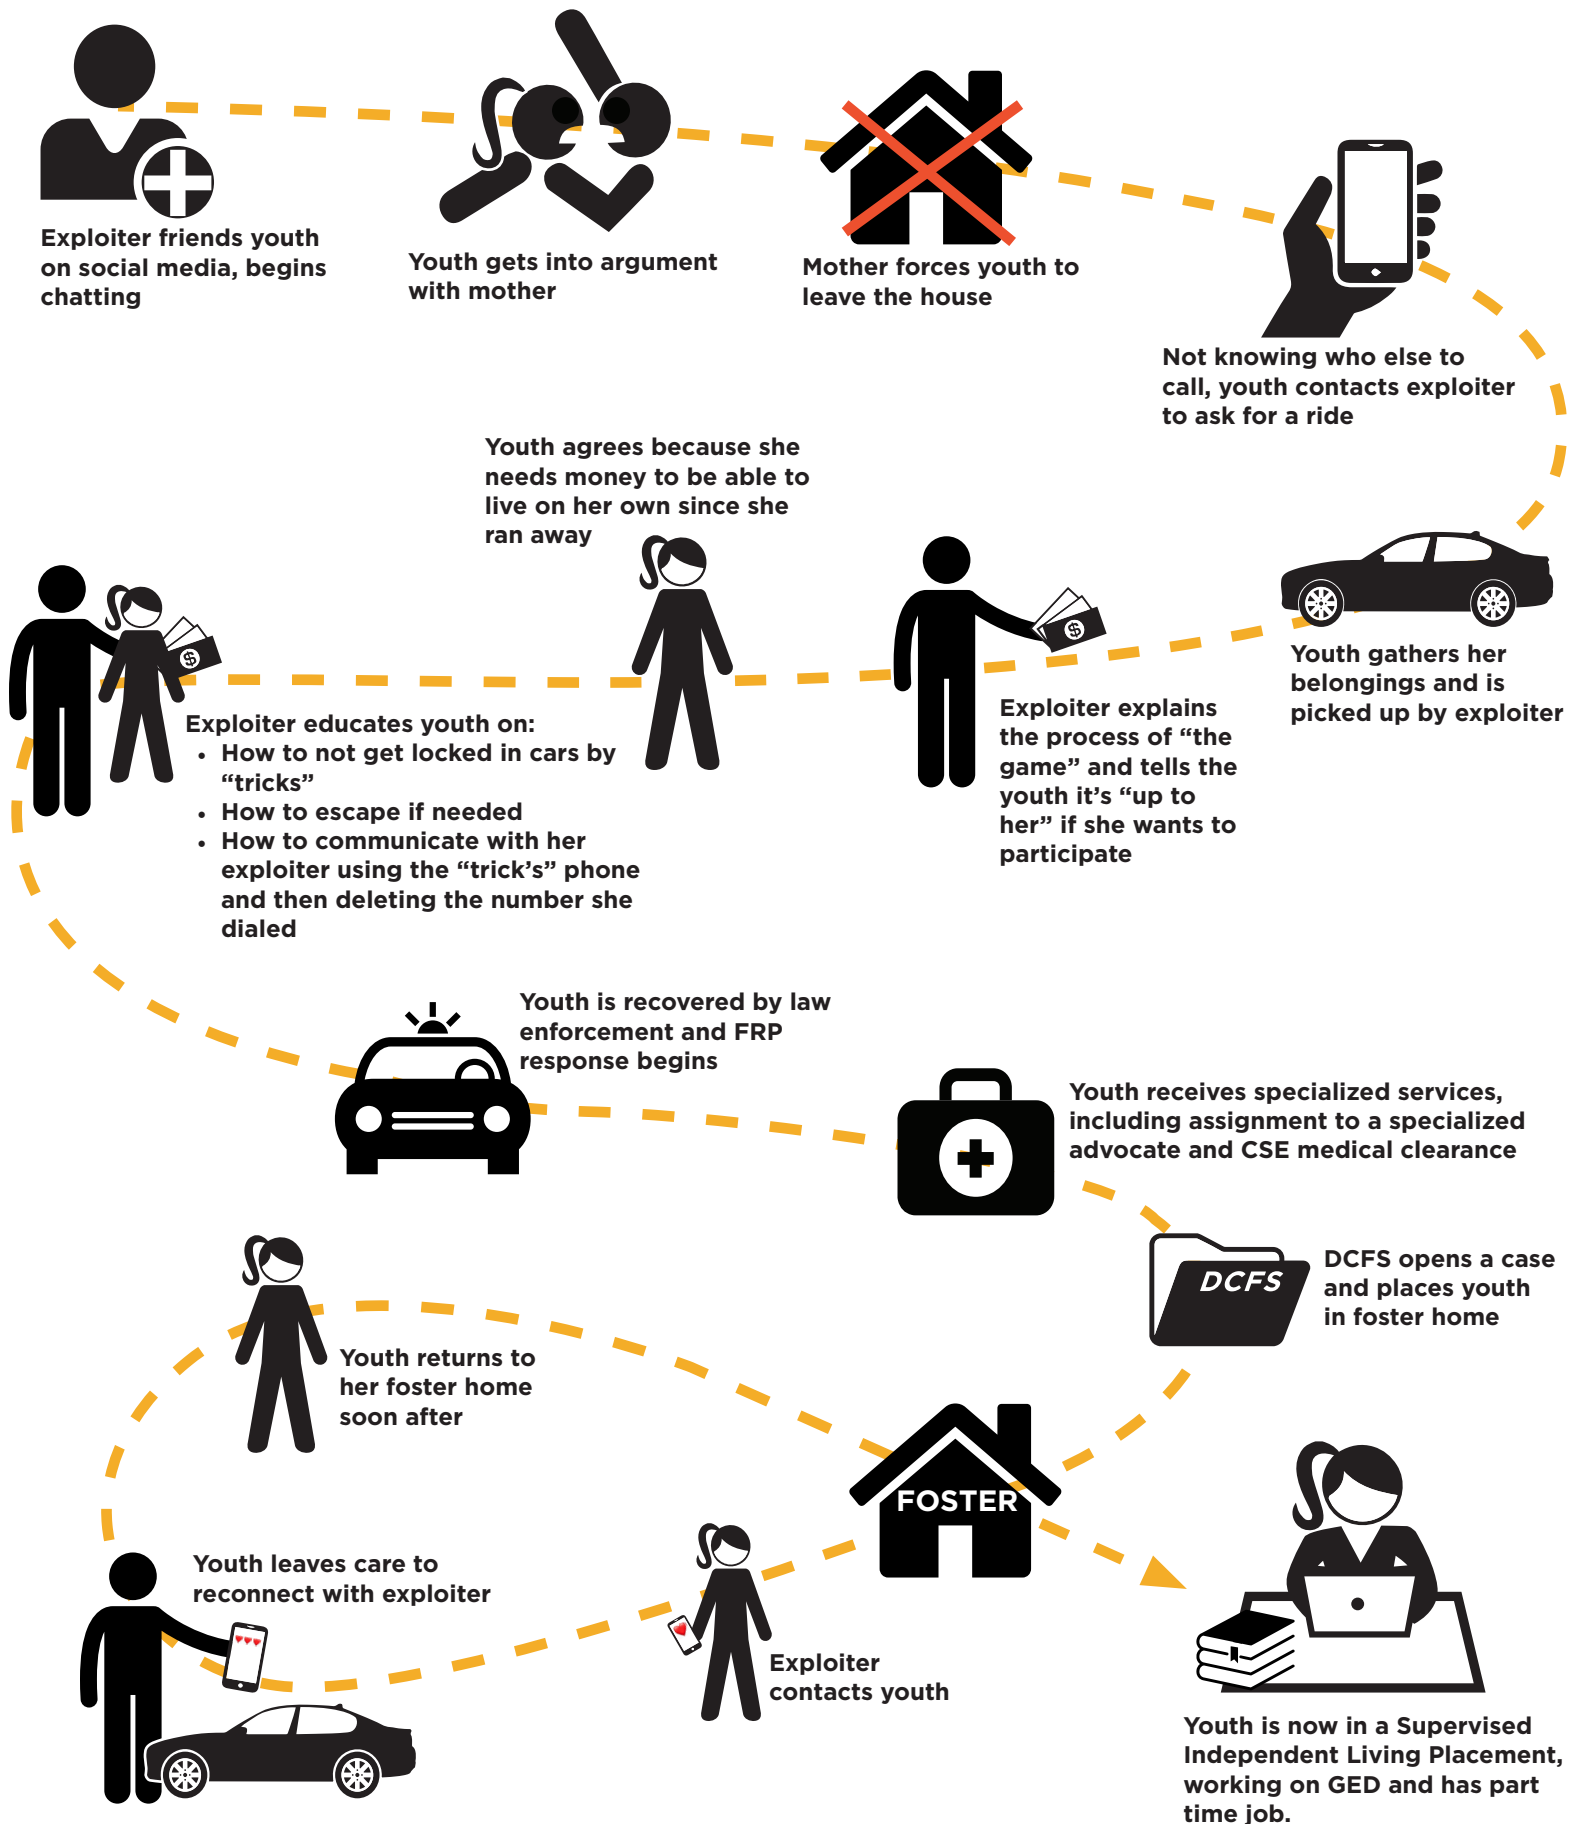 Exploiter friends youth
on social media, begins
chatting
Youth gets into argument
with mother
Mother forces youth to
leave the house
Not knowing who else to
call, youth contacts exploiter
to ask for a ride
Youth gathers her
belongings and is
picked up by exploiter
Exploiter explains
the process of “the
game” and tells the
youth it’s “up to
her” if she wants to
participate
Youth agrees because she
needs money to be able to
live on her own since she
ran away
Exploiter educates youth on:
• How to not get locked in cars by
“tricks”
• How to escape if needed
• How to communicate with her
exploiter using the “trick’s” phone
and then deleting the number she
dialed
Youth is recovered by law
enforcement and FRP
response begins
Youth receives specialized services,
including assignment to a specialized
advocate and CSE medical clearance
DCFS
DCFS opens a case
and places youth
in foster home
FOSTER
Exploiter
contacts youth
Youth leaves care to
reconnect with exploiter
Youth returns to
her foster home
soon after
Youth is now in a Supervised
Independent Living Placement,
working on GED and has part
time job.
$
$